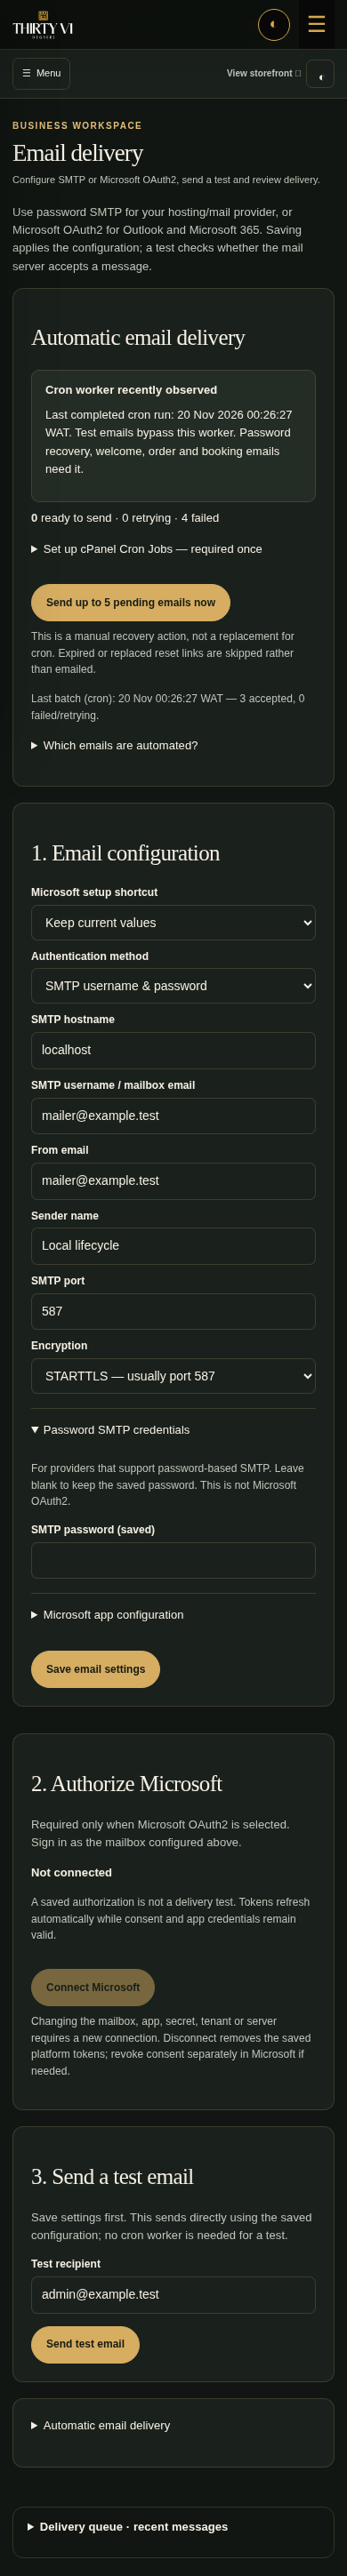 THIRTY VI
☰ Menu
View storefront
BUSINESS WORKSPACE
Email delivery
Configure SMTP or Microsoft OAuth2, send a test and review delivery.
Use password SMTP for your hosting/mail provider, or
Microsoft OAuth2 for Outlook and Microsoft 365. Saving
applies the configuration; a test checks whether the mail
server accepts a message.
Automatic email delivery
Cron worker recently observed
Last completed cron run: 20 Nov 2026 00:26:27
WAT. Test emails bypass this worker. Password
recovery, welcome, order and booking emails
need it.
0 ready to send · 0 retrying · 4 failed
Set up cPanel Cron Jobs — required once
Send up to 5 pending emails now
This is a manual recovery action, not a replacement for
cron. Expired or replaced reset links are skipped rather
than emailed.
Last batch (cron): 20 Nov 00:26:27 WAT — 3 accepted, 0
failed/retrying.
Which emails are automated?
1. Email configuration
Microsoft setup shortcut
Keep current values
Authentication method
SMTP username & password
SMTP hostname
localhost
SMTP username / mailbox email
mailer@example.test
From email
mailer@example.test
Sender name
Local lifecycle
SMTP port
587
Encryption
STARTTLS — usually port 587
Password SMTP credentials
For providers that support password-based SMTP. Leave
blank to keep the saved password. This is not Microsoft
OAuth2.
SMTP password (saved)
Microsoft app configuration
Save email settings
2. Authorize Microsoft
Required only when Microsoft OAuth2 is selected.
Sign in as the mailbox configured above.
Not connected
A saved authorization is not a delivery test. Tokens refresh
automatically while consent and app credentials remain
valid.
Connect Microsoft
Changing the mailbox, app, secret, tenant or server
requires a new connection. Disconnect removes the saved
platform tokens; revoke consent separately in Microsoft if
needed.
3. Send a test email
Save settings first. This sends directly using the saved
configuration; no cron worker is needed for a test.
Test recipient
admin@example.test
Send test email
Automatic email delivery
Delivery queue · recent messages